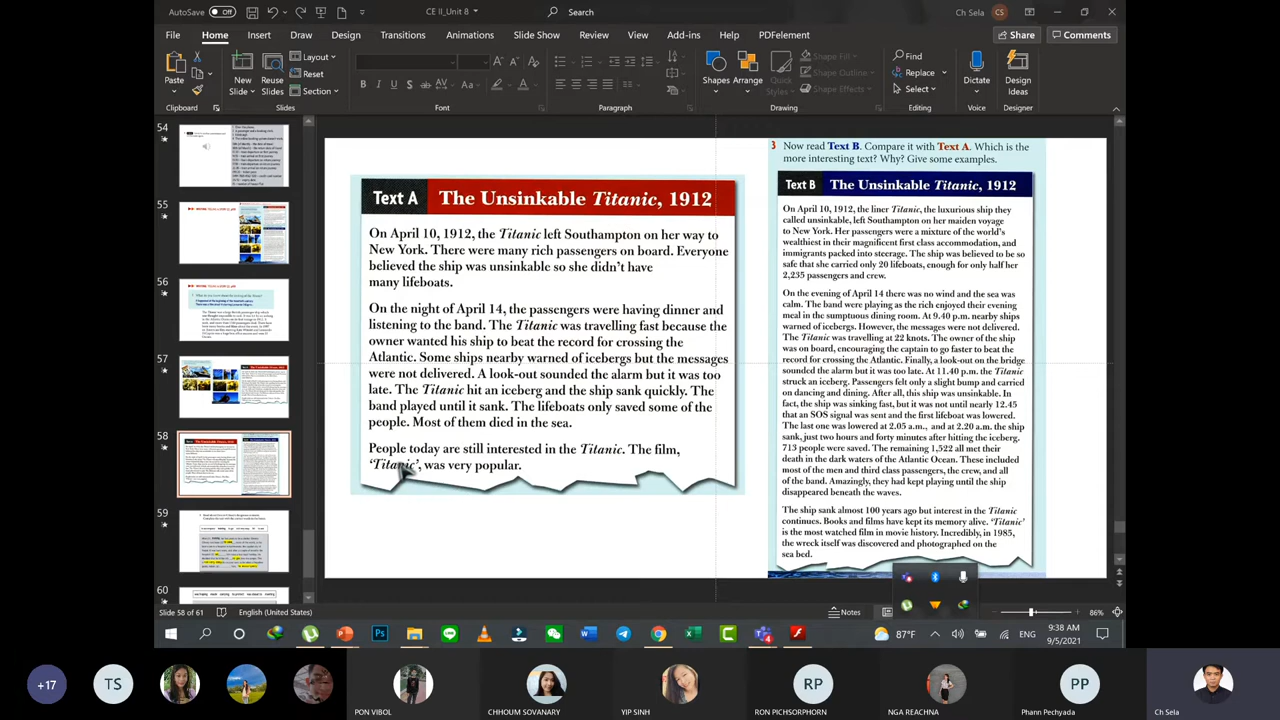 AutoSave Off
CE II_Unit 8
Search
Ch Sela CS
File Home Insert Draw Design Transitions Animations Slide Show Review View Add-ins Help PDFelement Share Comments
Paste
New Slide
Reuse Slides
Layout
Reset
Section
Shapes
Arrange
Quick Styles
Shape Fill
Shape Outline
Shape Effects
Find
Replace
Select
Dictate
Design Ideas
Clipboard Slides Font Paragraph Drawing Editing Voice Designer
54
55
56
57
58
59
60
Text A The Unsinkable Titanic, 1912
On April 10, 1912, the Titanic left Southampton on her way to
New York. There were many rich passengers on board. Everyone
believed the ship was unsinkable so she didn't have
many lifeboats.
On the night of April 14, the passengers were having dinner and
listening to the band. The Titanic was travelling fast because the
owner wanted his ship to beat the record for crossing the
Atlantic. Some ships nearby warned of icebergs but the messages
were not delivered. A look-out sounded the alarm but it was too
late. The Titanic hit an iceberg and the ship sank quickly. The
band played until it sank. The lifeboats only saved some of the
people. Most of them died in the sea.
People today are still interested in the Titanic. The film,
'Titanic', was very popular.
3 Now read Text B. Compare it with Text A. Which is the
more interesting text? Why? Give some examples.
Text B The Unsinkable Titanic, 1912
On April 10, 1912, the liner Titanic, the luxurious ship they
called unsinkable, left Southampton on her maiden voyage
to New York. Her passengers were a mixture of the world's
wealthiest in their magnificent first class accommodation, and
immigrants packed into steerage. The ship was believed to be so
safe that she carried only 20 lifeboats, enough for only half her
2,235 passengers and crew.
On the evening of April 14 there was no wind and the sea was
calm. The band were playing as the rich enjoyed their evening
meal in the sumptuous dining room. At 9.40 p.m. nearby ships
warned of icebergs. However, the messages were not delivered.
The Titanic was travelling at 22 knots. The owner of the ship
was on board, encouraging the captain to go faster to beat the
record for crossing the Atlantic. Finally, a look-out on the bridge
sounded the alarm but it was too late. At 11.40 p.m. the Titanic
struck an iceberg. Passengers felt only a slight bump and carried
on dancing and dining. After all, this ship was unsinkable. In
fact, the ship was sinking fast, but it was not until nearly 12.45
that an SOS signal was sent and the first lifeboat was lowered.
The last one was lowered at 2.05 a.m., and at 2.20 a.m. the ship
sank, just two hours and forty minutes after hitting the iceberg.
713 people were saved. The remaining 1,522 all met their
death in the dark waters of the Atlantic Ocean. These included
most of the men and third class passengers, the crew, and all
of the band. Amazingly, they had kept playing until the ship
disappeared beneath the waves.
The ship sank almost 100 years ago but interest in the Titanic
continues. Books and films have kept its memory alive. 'Titanic'
is the most watched film in movie history. Incredibly, in 1985,
the wreck itself was discovered and photographed on the
sea bed.
Slide 58 of 61 English (United States) Notes 86%
87°F ENG 9:38 AM
9/5/2021
+17
TS
PON VIBOL
CHHOUM SOVANARY
YIP SINH
RP
RON PICHSORPHORN
NGA REACHNA
PP
Phann Pechyada
Ch Sela